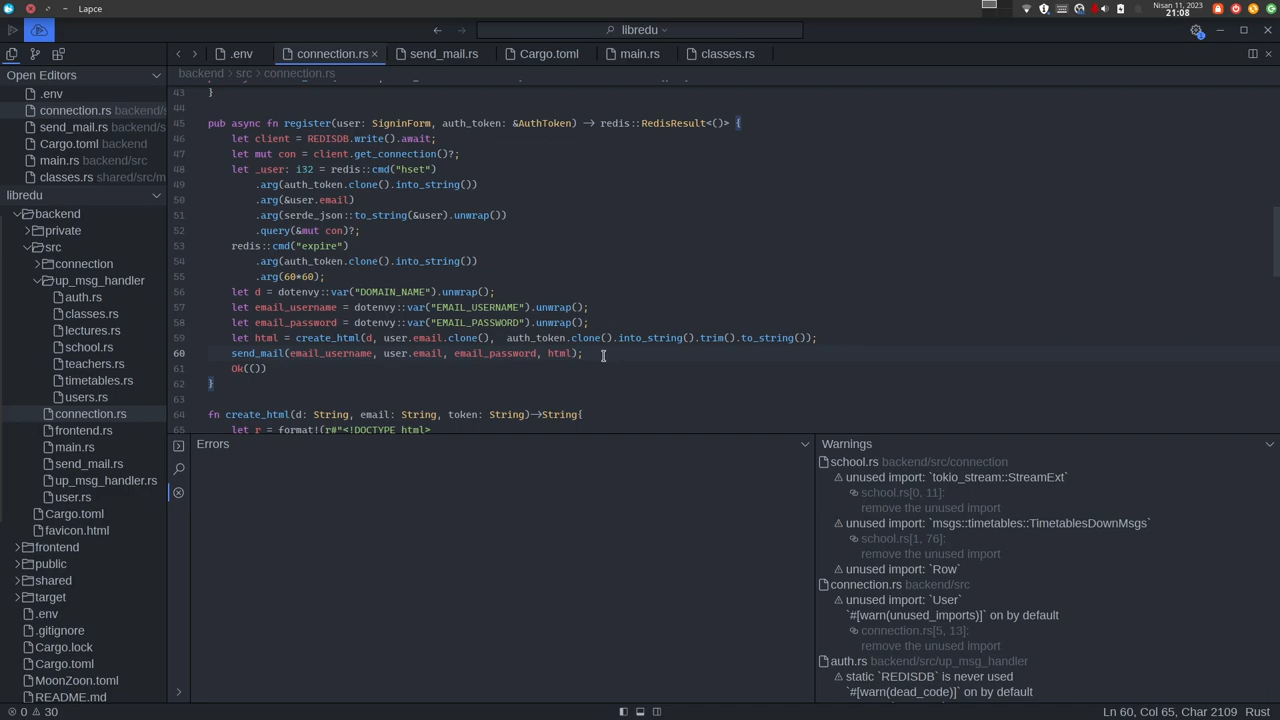 Lapce
Nisan 11, 2023
21:08
libredu
.env
connection.rs
send_mail.rs
Cargo.toml
main.rs
classes.rs
Open Editors
.env
connection.rs backend/s
send_mail.rs backend/s
Cargo.toml backend
main.rs backend/src
classes.rs shared/src/m
libredu
backend
private
src
connection
up_msg_handler
auth.rs
classes.rs
lectures.rs
school.rs
teachers.rs
timetables.rs
users.rs
connection.rs
frontend.rs
main.rs
send_mail.rs
up_msg_handler.rs
user.rs
Cargo.toml
favicon.html
frontend
public
shared
target
.env
.gitignore
Cargo.lock
Cargo.toml
MoonZoon.toml
README.md
backend > src > connection.rs
43 }
44
45 pub async fn register(user: SigninForm, auth_token: &AuthToken) -> redis::RedisResult<()> {
46 let client = REDISDB.write().await;
47 let mut con = client.get_connection()?;
48 let _user: i32 = redis::cmd("hset")
49 .arg(auth_token.clone().into_string())
50 .arg(&user.email)
51 .arg(serde_json::to_string(&user).unwrap())
52 .query(&mut con)?;
53 redis::cmd("expire")
54 .arg(auth_token.clone().into_string())
55 .arg(60*60);
56 let d = dotenvy::var("DOMAIN_NAME").unwrap();
57 let email_username = dotenvy::var("EMAIL_USERNAME").unwrap();
58 let email_password = dotenvy::var("EMAIL_PASSWORD").unwrap();
59 let html = create_html(d, user.email.clone(),  auth_token.clone().into_string().trim().to_string());
60 send_mail(email_username, user.email, email_password, html);
61 Ok(())
62 }
63
64 fn create_html(d: String, email: String, token: String)->String{
65 let r = format!(r#"<!DOCTYPE html>
Errors
Warnings
school.rs backend/src/connection
unused import: `tokio_stream::StreamExt`
school.rs[0, 11]:
remove the unused import
unused import: `msgs::timetables::TimetablesDownMsgs`
school.rs[1, 76]:
remove the unused import
unused import: `Row`
connection.rs backend/src
unused import: `User`
`#[warn(unused_imports)]` on by default
connection.rs[5, 13]:
remove the unused import
auth.rs backend/src/up_msg_handler
static `REDISDB` is never used
`#[warn(dead_code)]` on by default
0 30
Ln 60, Col 65, Char 2109 Rust